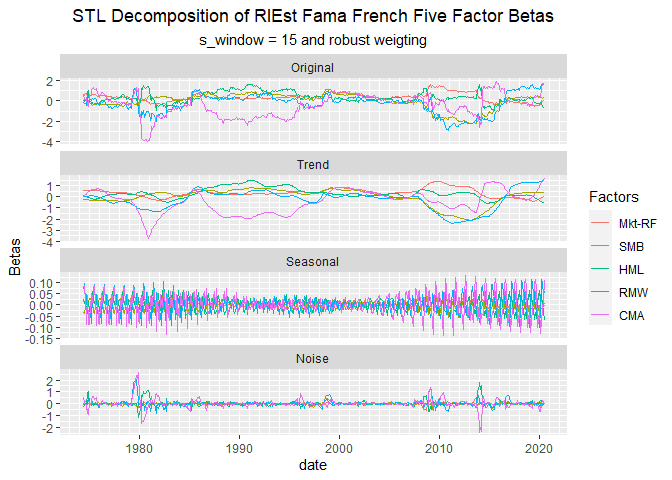 STL Decomposition of RlEst Fama French Five Factor Betas
s_window = 15 and robust weigting
Original
2
0
-2
-4
Trend
1
0
-1
-2
-3
-4
Seasonal
0.10
0.05
0.00
-0.05
-0.10
-0.15
Noise
2
1
0
-1
-2
1980
1990
2000
2010
2020
date
Betas
Factors
Mkt-RF
SMB
HML
RMW
CMA